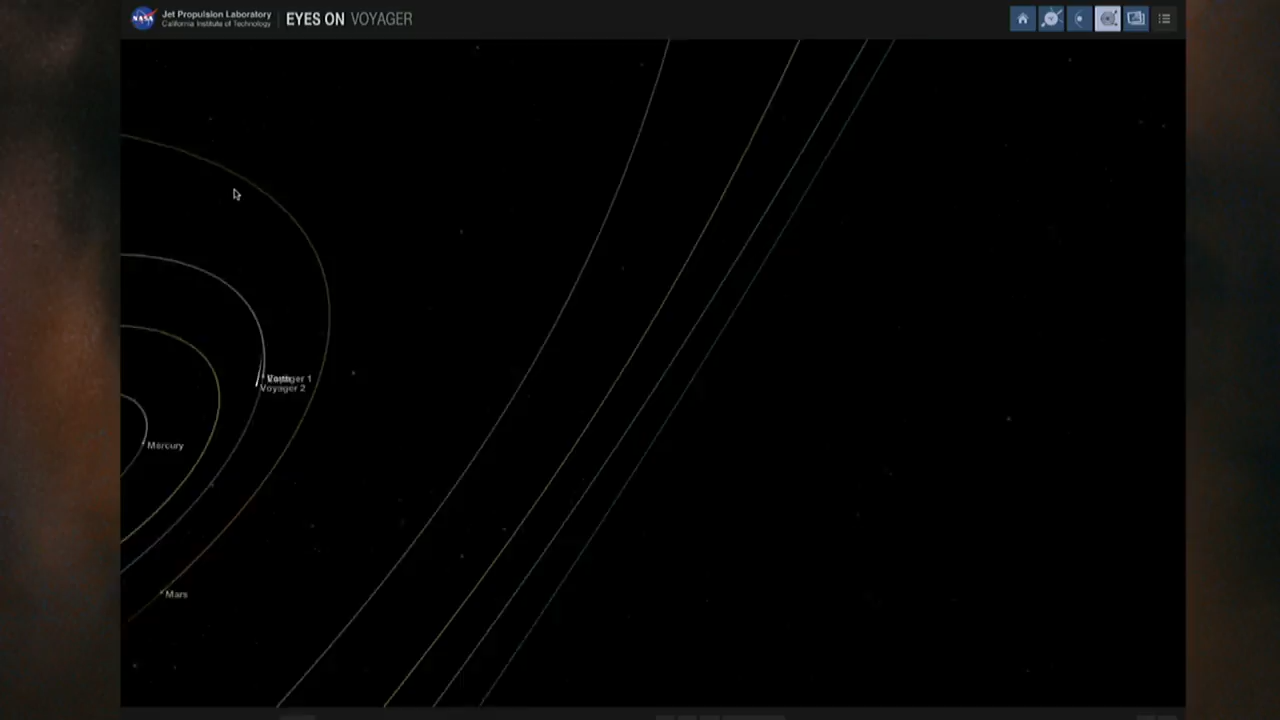 NASA
Jet Propulsion Laboratory
California Institute of Technology
EYES ON VOYAGER
Voyager 1
Voyager 2
Mercury
Mars